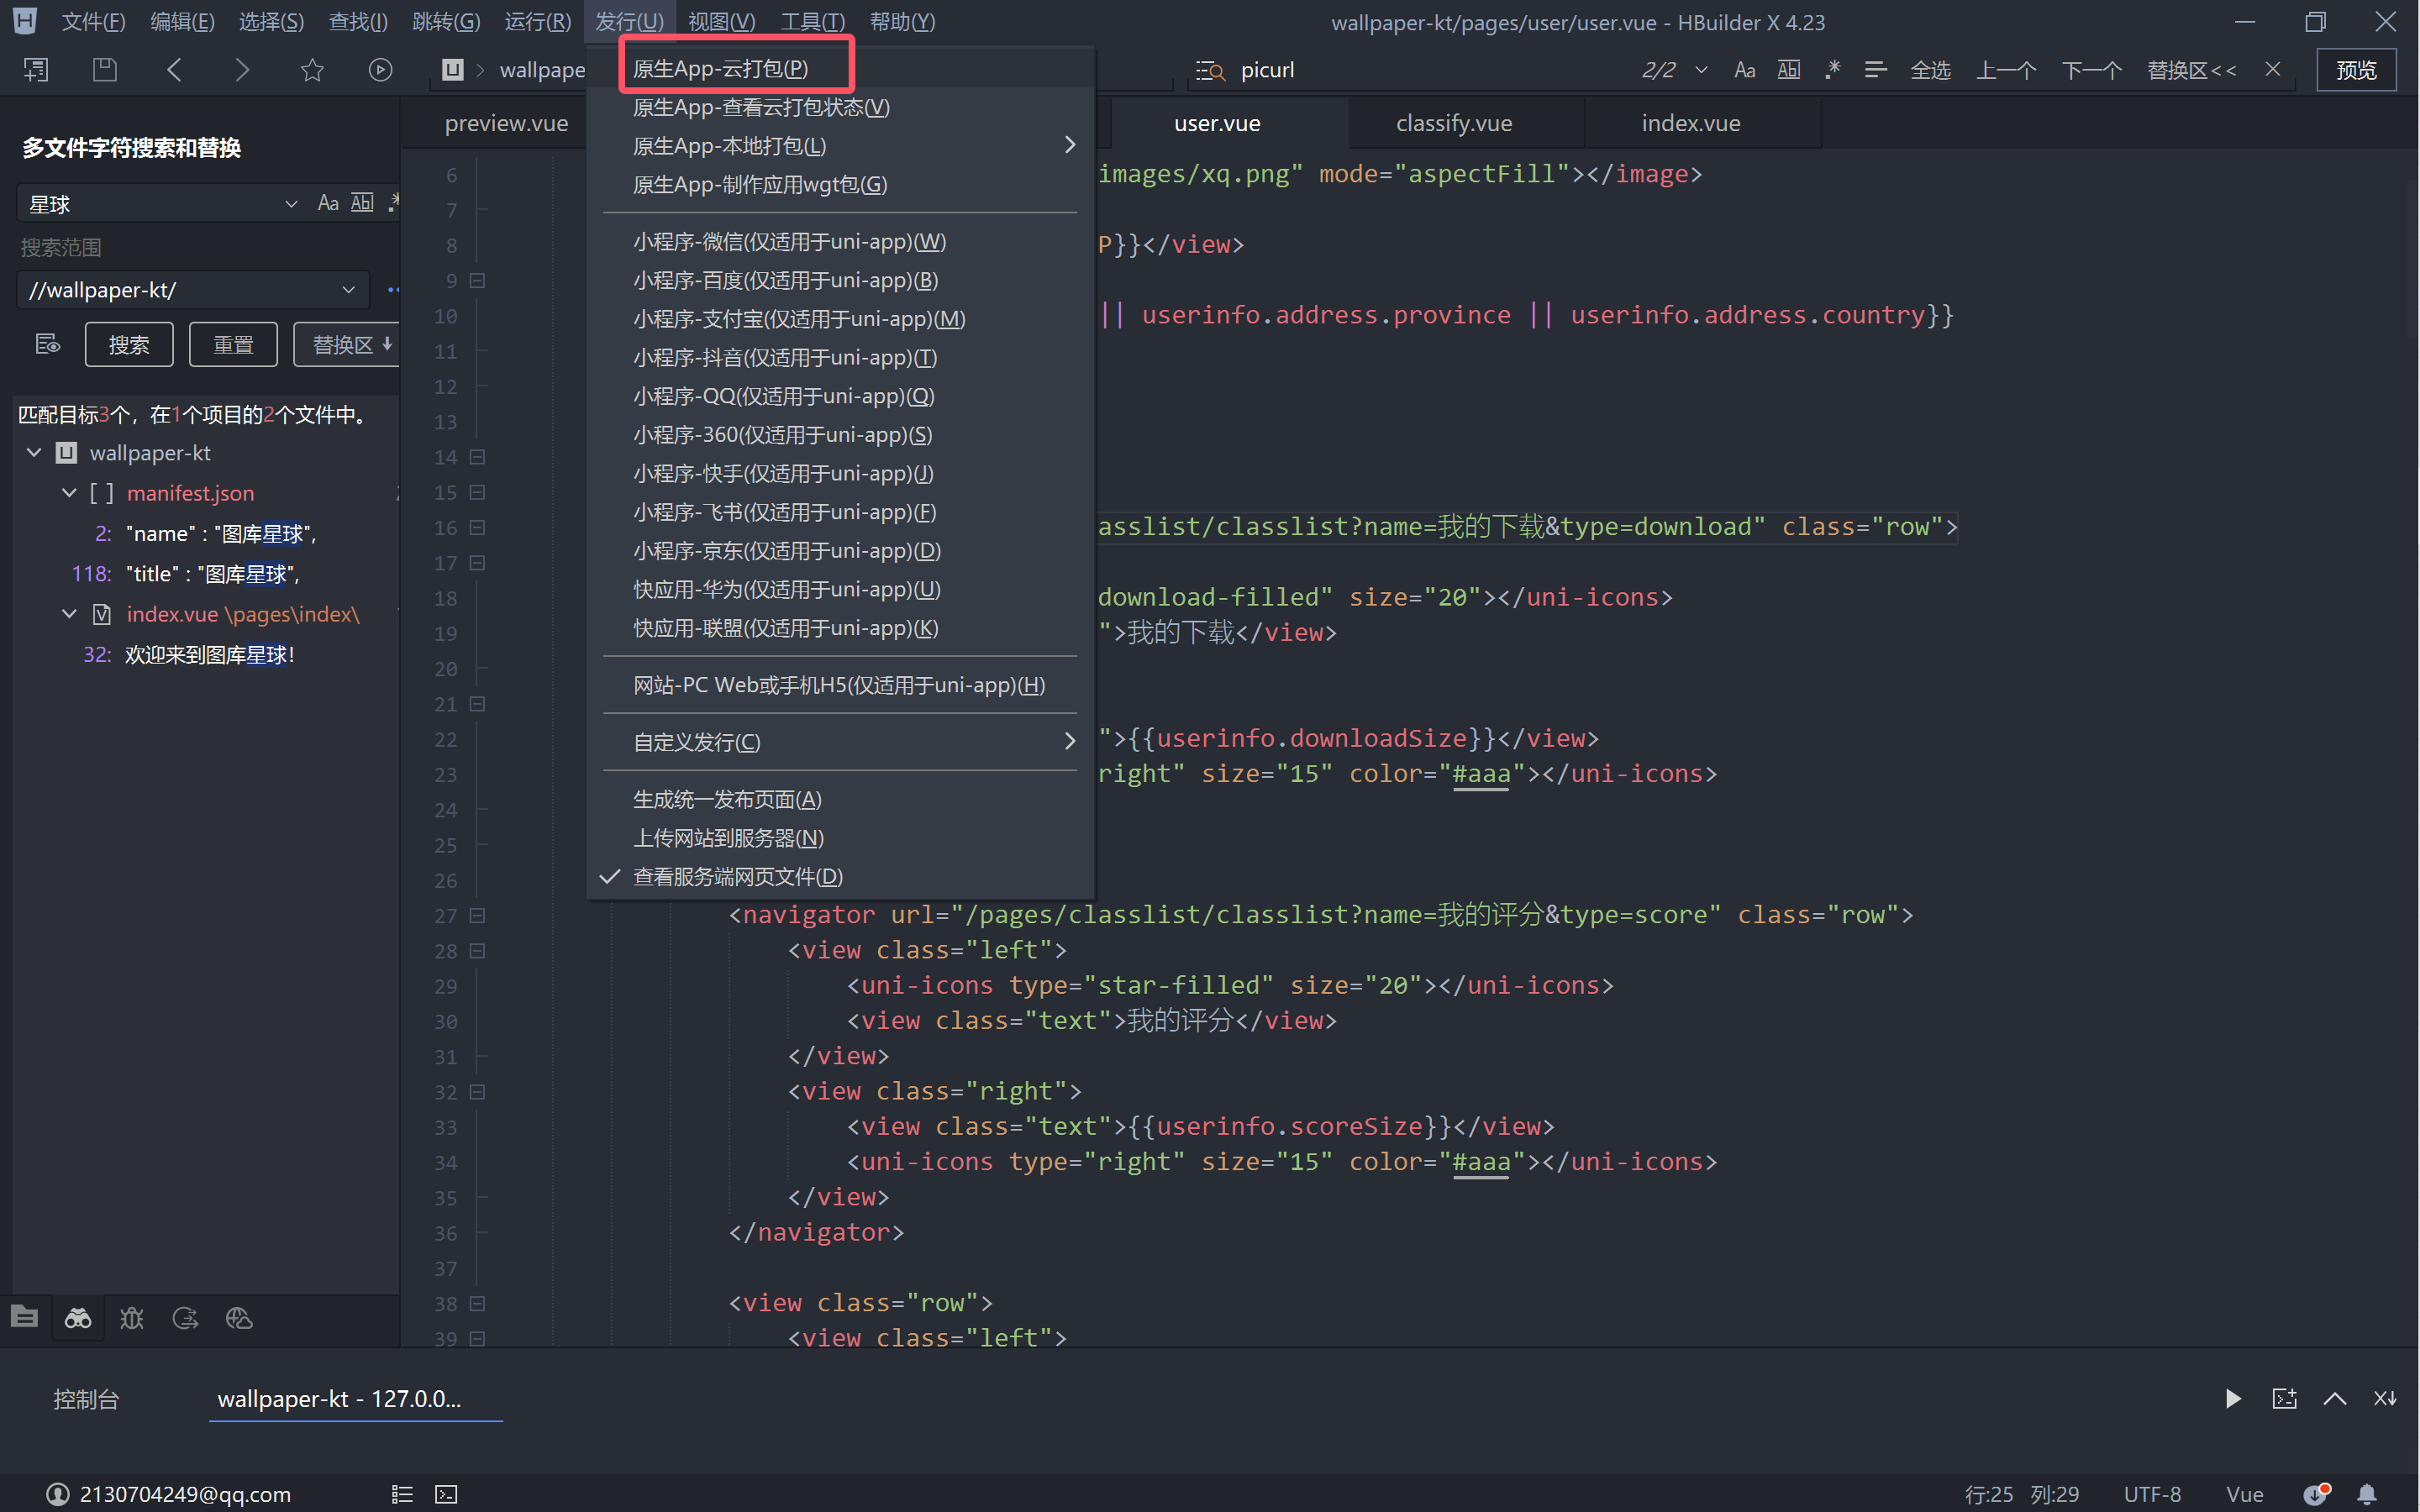 文件(F) 编辑(E) 选择(S) 查找(I) 跳转(G) 运行(R) 发行(U) 视图(V) 工具(T) 帮助(Y) wallpaper-kt/pages/user/user.vue - HBuilder X 4.23
wallpape picurl 2/2 Aa Ab| .* 全选 上一个 下一个 替换区<< 预览
原生App-云打包(P)
原生App-查看云打包状态(V)
原生App-本地打包(L)
原生App-制作应用wgt包(G)
小程序-微信(仅适用于uni-app)(W)
小程序-百度(仅适用于uni-app)(B)
小程序-支付宝(仅适用于uni-app)(M)
小程序-抖音(仅适用于uni-app)(T)
小程序-QQ(仅适用于uni-app)(Q)
小程序-360(仅适用于uni-app)(S)
小程序-快手(仅适用于uni-app)(J)
小程序-飞书(仅适用于uni-app)(F)
小程序-京东(仅适用于uni-app)(D)
快应用-华为(仅适用于uni-app)(U)
快应用-联盟(仅适用于uni-app)(K)
网站-PC Web或手机H5(仅适用于uni-app)(H)
自定义发行(C)
生成统一发布页面(A)
上传网站到服务器(N)
查看服务端网页文件(D)
多文件字符搜索和替换
星球 Aa Ab| .*
搜索范围
//wallpaper-kt/
搜索 重置 替换区
匹配目标3个，在1个项目的2个文件中。
wallpaper-kt
[ ] manifest.json
2: "name" : "图库星球",
118: "title" : "图库星球",
index.vue \pages\index\
32: 欢迎来到图库星球！
preview.vue user.vue classify.vue index.vue
6 images/xq.png" mode="aspectFill"></image>
7
8 P}}</view>
9
10 || userinfo.address.province || userinfo.address.country}}
11
12
13
14
15
16 asslist/classlist?name=我的下载&type=download" class="row">
17
18 download-filled" size="20"></uni-icons>
19 ">我的下载</view>
20
21
22 ">{{userinfo.downloadSize}}</view>
23 right" size="15" color="#aaa"></uni-icons>
24
25
26
27 <navigator url="/pages/classlist/classlist?name=我的评分&type=score" class="row">
28 <view class="left">
29 <uni-icons type="star-filled" size="20"></uni-icons>
30 <view class="text">我的评分</view>
31 </view>
32 <view class="right">
33 <view class="text">{{userinfo.scoreSize}}</view>
34 <uni-icons type="right" size="15" color="#aaa"></uni-icons>
35 </view>
36 </navigator>
37
38 <view class="row">
39 <view class="left">
控制台 wallpaper-kt - 127.0.0...
2130704249@qq.com 行:25 列:29 UTF-8 Vue